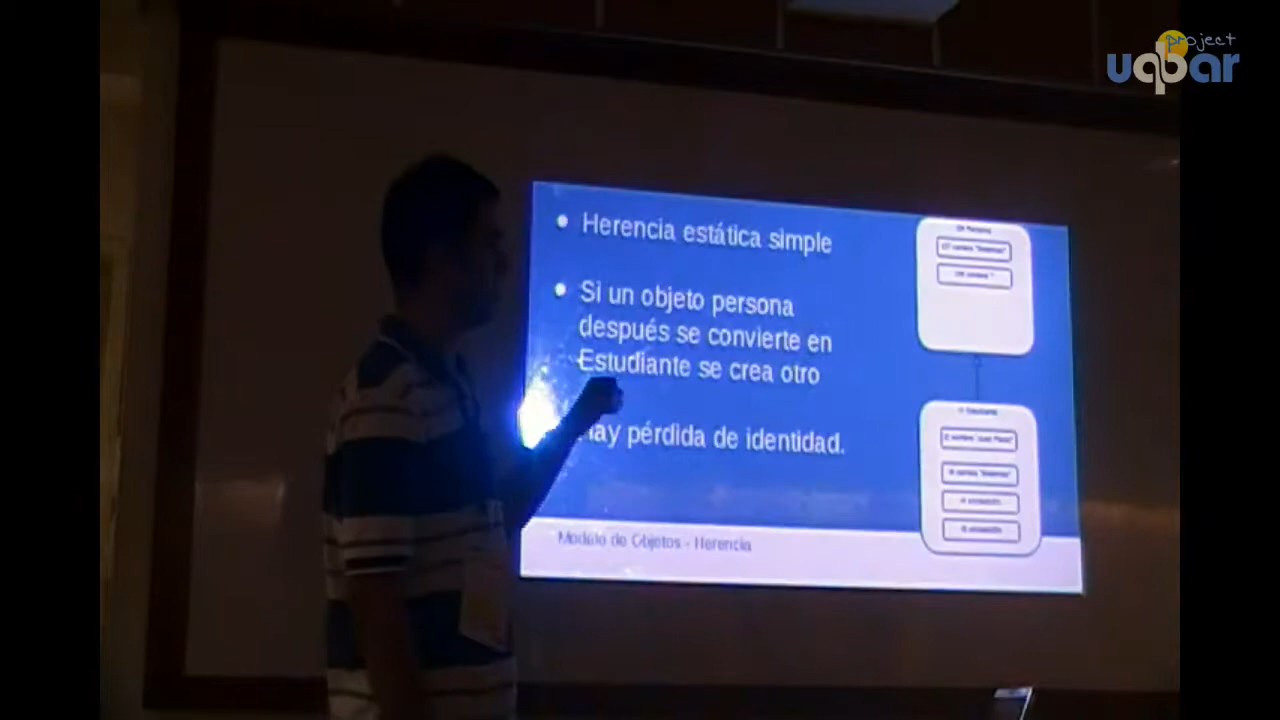 project
uqbar
Herencia estática simple
Si un objeto persona
después se convierte en
Estudiante se crea otro
Hay pérdida de identidad.
Modelo de Objetos - Herencia